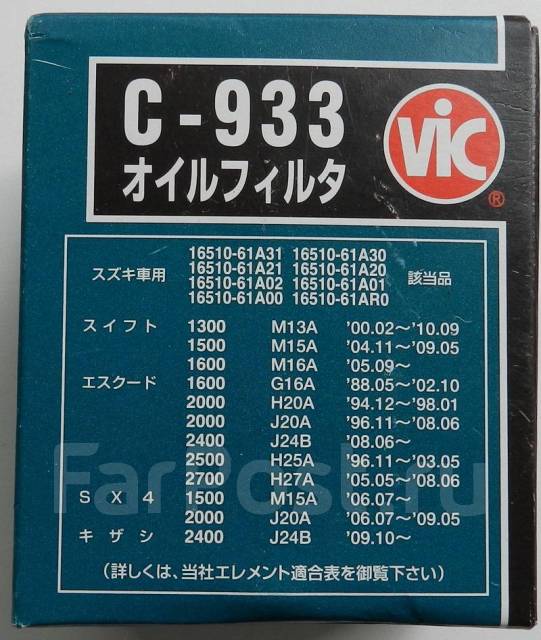 C-933
オイルフィルタ
VIC
®
スズキ車用 16510-61A31 16510-61A30 該当品
16510-61A21 16510-61A20
16510-61A02 16510-61A01
16510-61A00 16510-61AR0
スイフト 1300 M13A '00.02～'10.09
1500 M15A '04.11～'09.05
1600 M16A '05.09～
エスクード 1600 G16A '88.05～'02.10
2000 H20A '94.12～'98.01
2000 J20A '96.11～'08.06
2400 J24B '08.06～
2500 H25A '96.11～'03.05
2700 H27A '05.05～'08.06
SX4 1500 M15A '06.07～
2000 J20A '06.07～'09.05
キザシ 2400 J24B '09.10～
(詳しくは、当社エレメント適合表を御覧下さい)
FarPost.ru